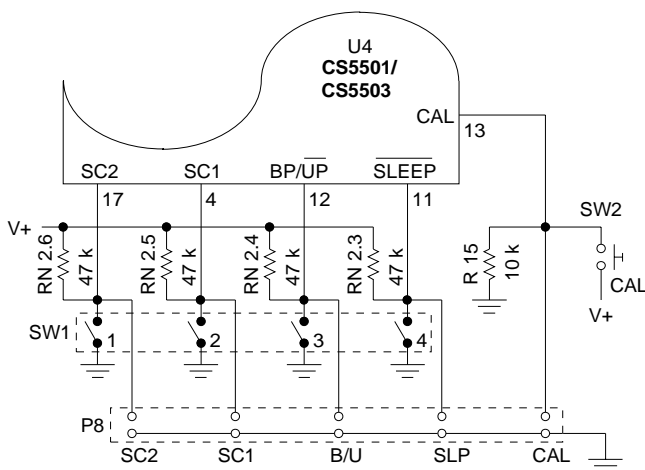 U4
CS5501/
CS5503
CAL
13
SC2 SC1 BP/UP SLEEP
17 4 12 11
V+
SW2
RN 2.6 47 k RN 2.5 47 k RN 2.4 47 k RN 2.3 47 k R 15 10 k
CAL
V+
SW1 1 2 3 4
P8
SC2 SC1 B/U SLP CAL